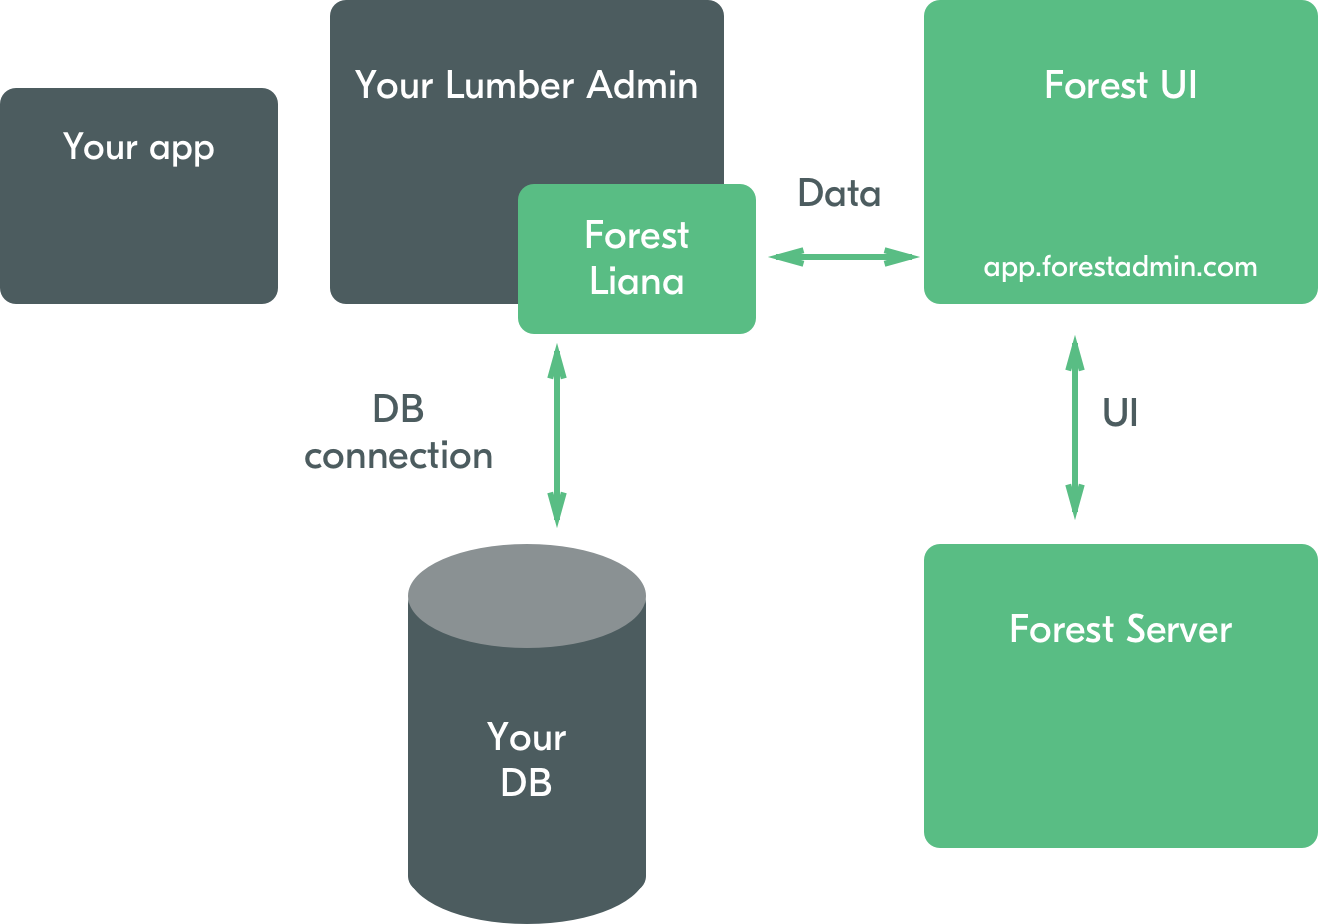 Your app
Your Lumber Admin
Forest
Liana
Data
Forest UI
app.forestadmin.com
DB
connection
UI
Your
DB
Forest Server